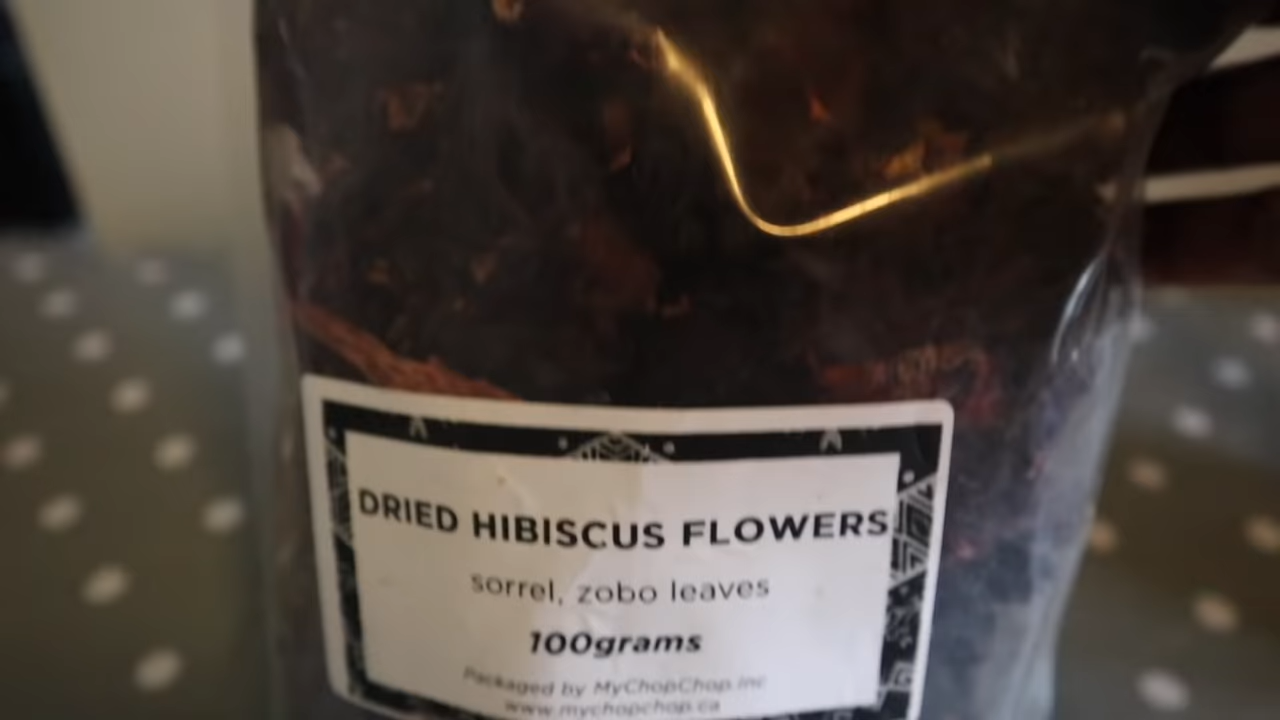 DRIED HIBISCUS FLOWERS
sorrel, zobo leaves
100grams
Packaged by MyChopChop.Inc
www.mychopchop.ca